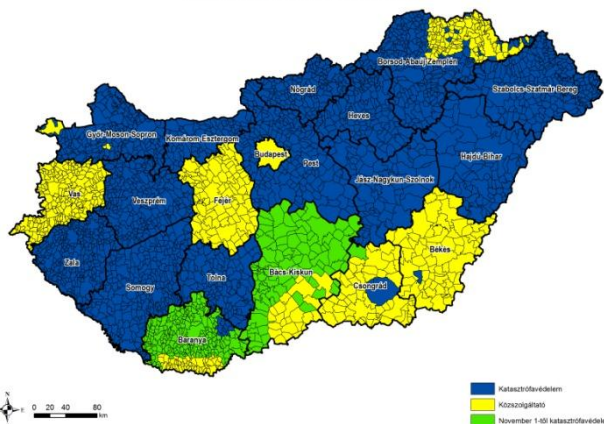 Borsod-Abaúj-Zemplén
Szabolcs-Szatmár-Bereg
Nógrád
Heves
Győr-Moson-Sopron
Komárom-Esztergom
Budapest
Pest
Hajdú-Bihar
Jász-Nagykun-Szolnok
Vas
Veszprém
Fejér
Békés
Zala
Somogy
Tolna
Bács-Kiskun
Csongrád
Baranya
N
E
0 20 40 60 80
km
Katasztrófavédelem
Közszolgáltató
November 1-től katasztrófavédele